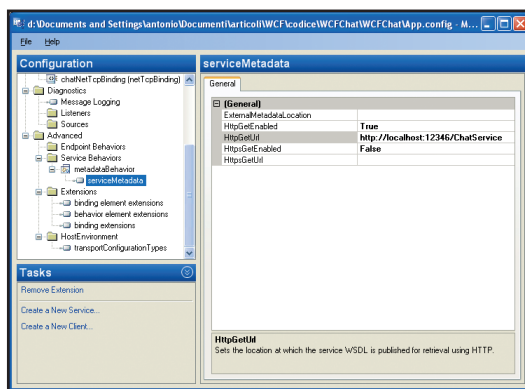 d:\Documents and Settings\antonio\Documenti\articoli\WCF\codice\WCFChat\WCFChat\App.config - M...
File Help
Configuration
chatNetTcpBinding (netTcpBinding)
Diagnostics
Message Logging
Listeners
Sources
Advanced
Endpoint Behaviors
Service Behaviors
metadataBehavior
serviceMetadata
Extensions
binding element extensions
behavior element extensions
binding extensions
HostEnvironment
transportConfigurationTypes
Tasks
Remove Extension
Create a New Service...
Create a New Client...
serviceMetadata
General
(General)
ExternalMetadataLocation
HttpGetEnabled True
HttpGetUrl http://localhost:12346/ChatService
HttpsGetEnabled False
HttpsGetUrl
HttpGetUrl
Sets the location at which the service WSDL is published for retrieval using HTTP.